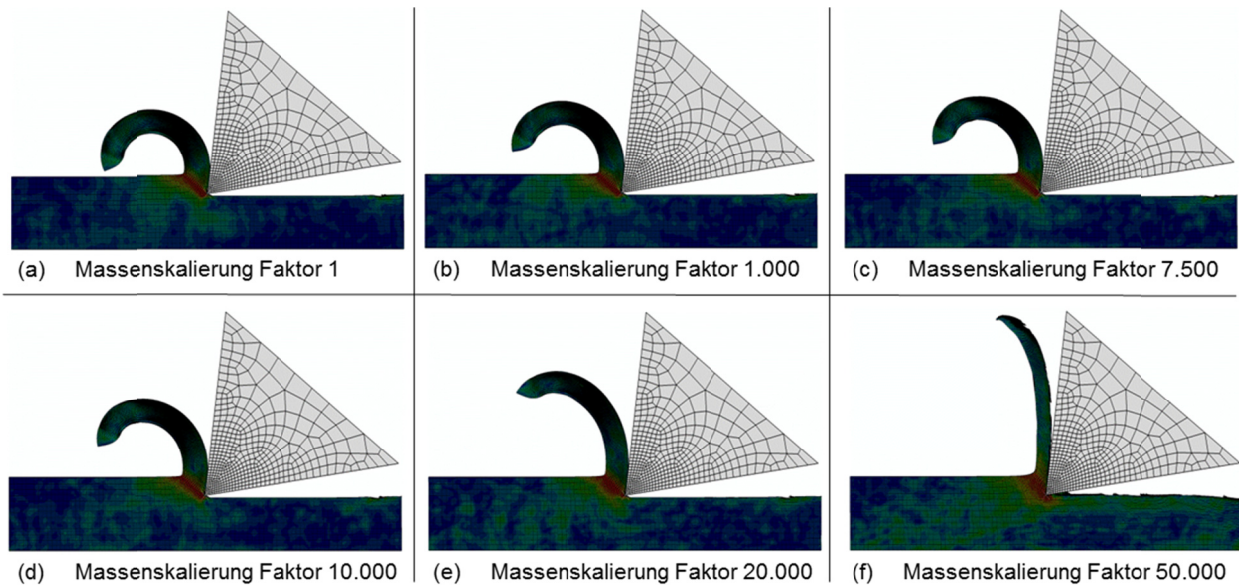 (a) Massenskalierung Faktor 1
(b) Massenskalierung Faktor 1.000
(c) Massenskalierung Faktor 7.500
(d) Massenskalierung Faktor 10.000
(e) Massenskalierung Faktor 20.000
(f) Massenskalierung Faktor 50.000